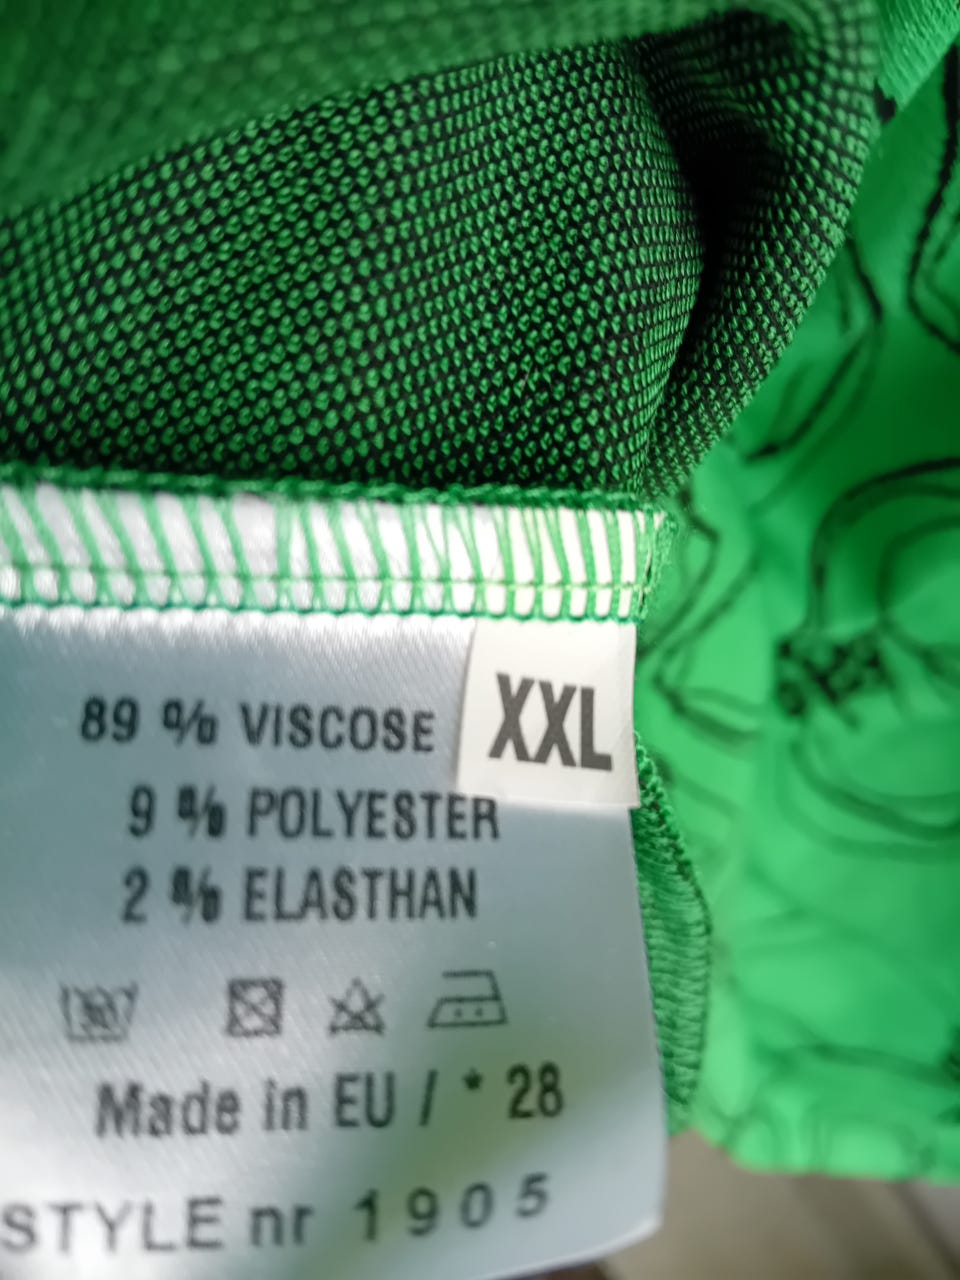 XXL
89 % VISCOSE
9 % POLYESTER
2 % ELASTHAN
Made in EU / * 28
STYLE nr 1905